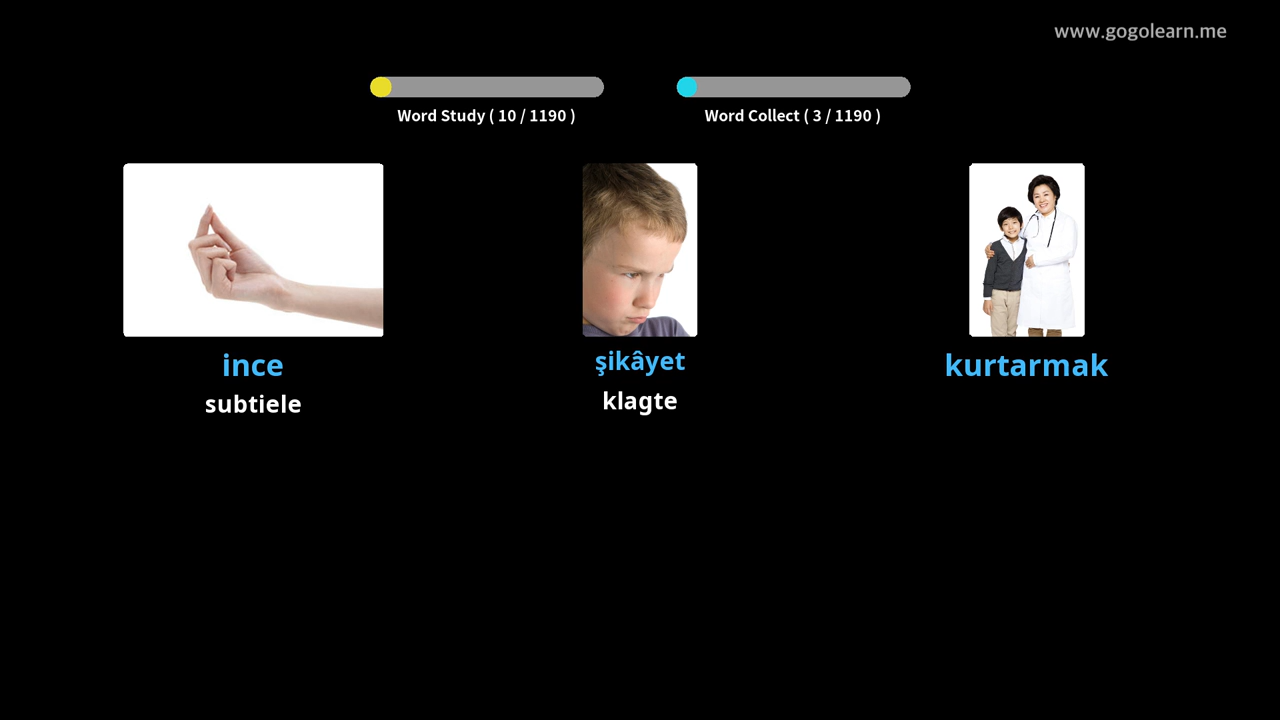 www.gogolearn.me
Word Study ( 10 / 1190 )
Word Collect ( 3 / 1190 )
ince
subtiele
şikâyet
klagte
kurtarmak